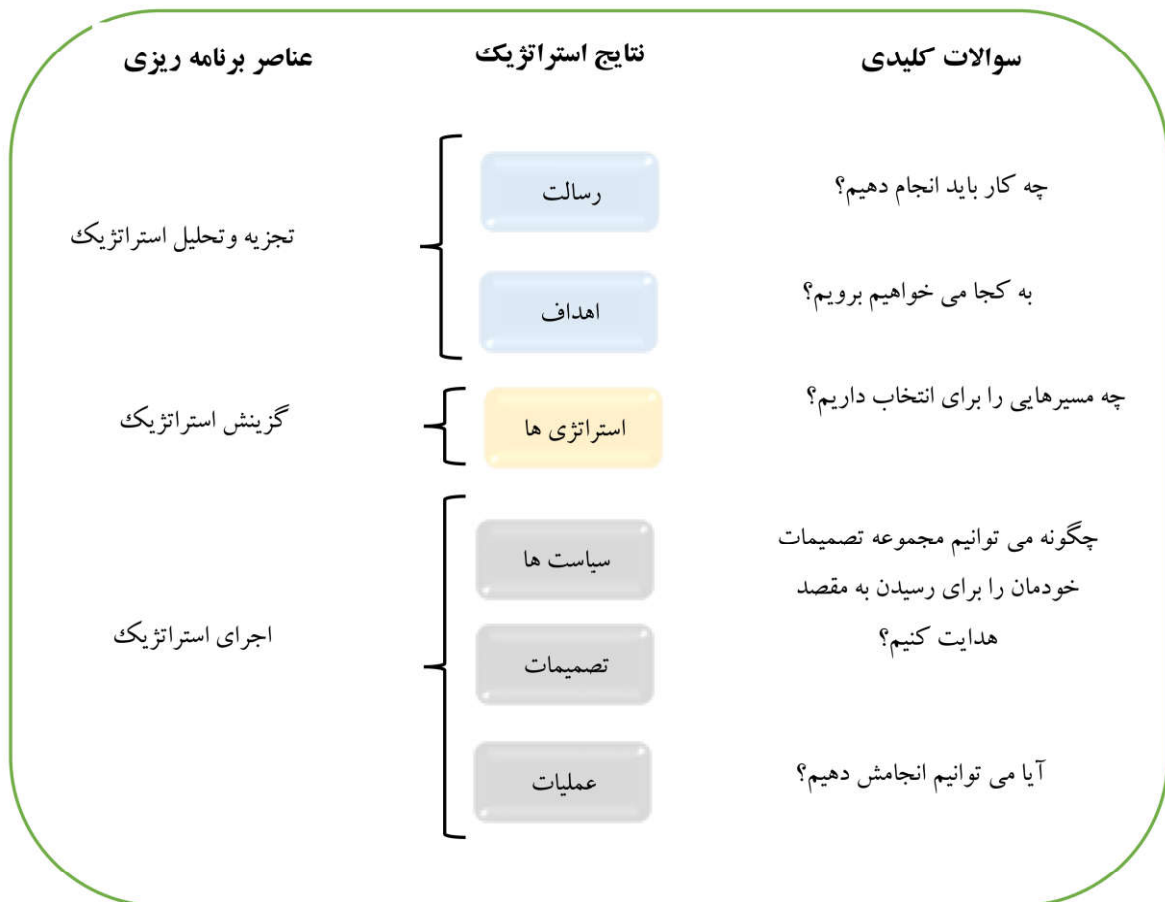 سوالات کلیدی
نتایج استراتژیک
عناصر برنامه ریزی
چه کار باید انجام دهیم؟
رسالت
تجزیه وتحلیل استراتژیک
به کجا می خواهیم برویم؟
اهداف
چه مسیرهایی را برای انتخاب داریم؟
استراتژی ها
گزینش استراتژیک
چگونه می توانیم مجموعه تصمیمات
خودمان را برای رسیدن به مقصد
هدایت کنیم؟
سیاست ها
تصمیمات
اجرای استراتژیک
آیا می توانیم انجامش دهیم؟
عملیات